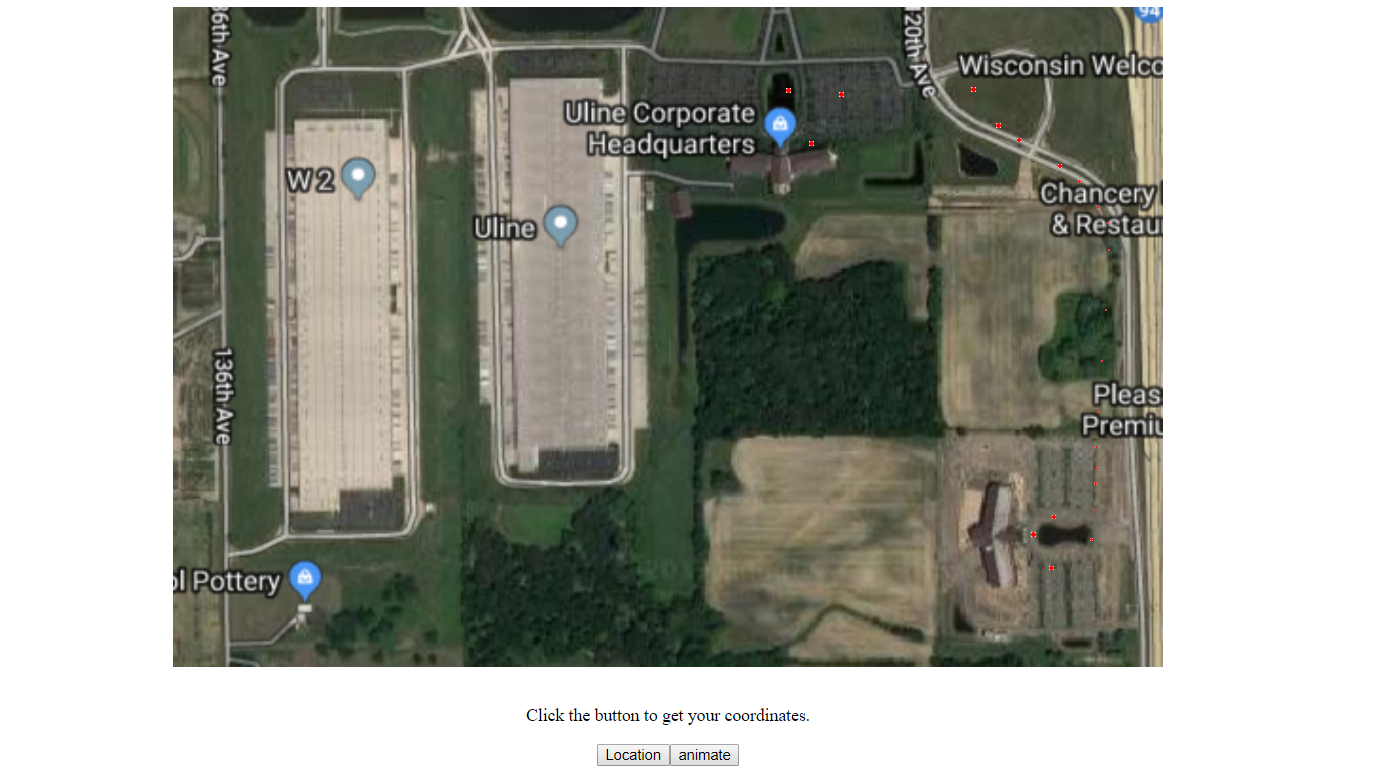 36th Ave
120th Ave
94
Wisconsin Welco
Uline Corporate
Headquarters
W 2
Uline
Chancery
& Restau
136th Ave
Pleas
Premiu
ol Pottery
Click the button to get your coordinates.
Location
animate